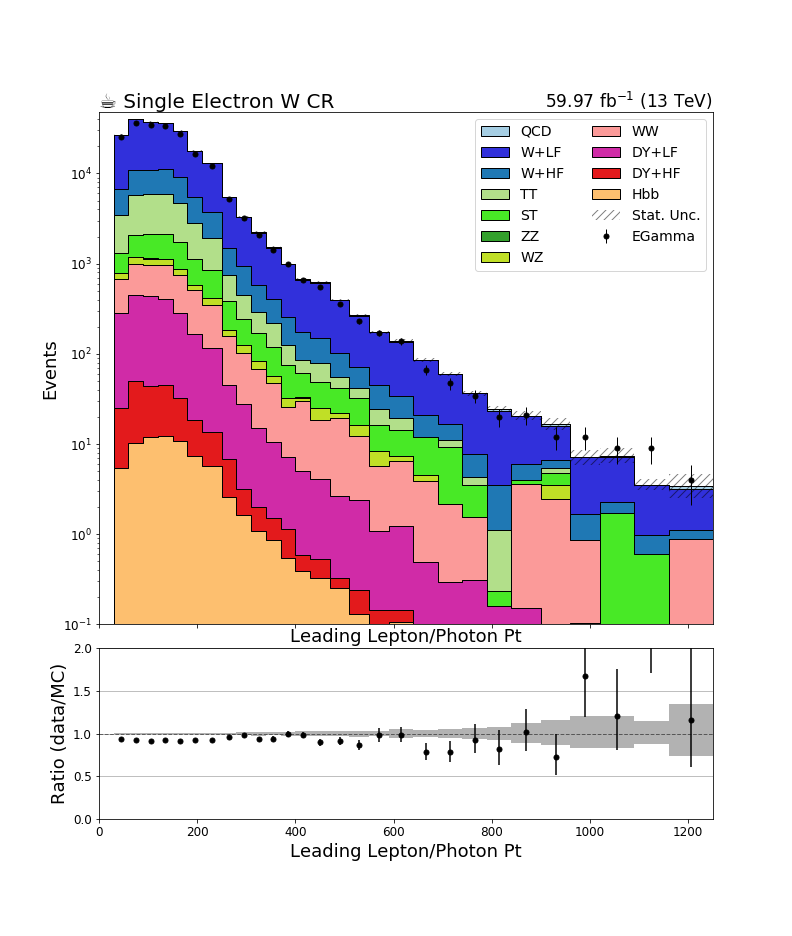 ☕ Single Electron W CR
59.97 fb⁻¹ (13 TeV)
QCD
W+LF
W+HF
TT
ST
ZZ
WZ
WW
DY+LF
DY+HF
Hbb
Stat. Unc.
EGamma
Events
10⁴
10³
10²
10¹
10⁰
10⁻¹
Leading Lepton/Photon Pt
Ratio (data/MC)
2.0
1.5
1.0
0.5
0.0
0 200 400 600 800 1000 1200
Leading Lepton/Photon Pt